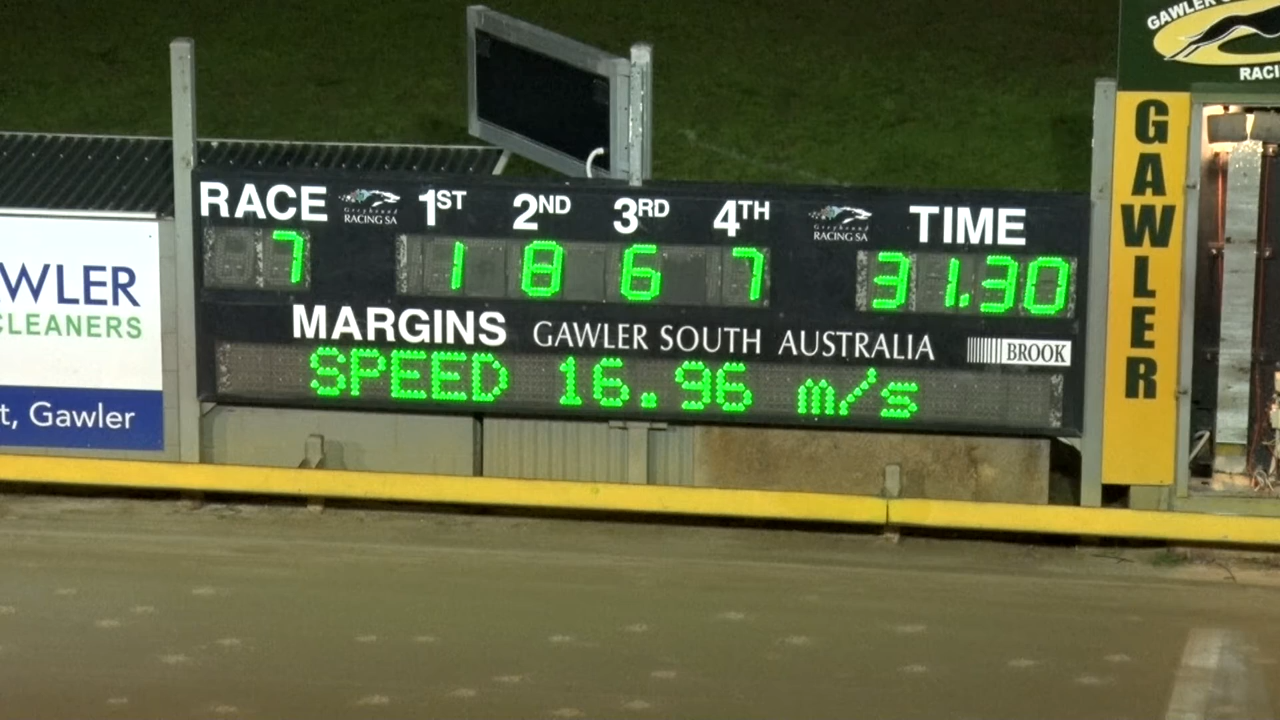 GAWLER
RACI
RACE 1ST 2ND 3RD 4TH TIME
Greyhound
RACING SA
Greyhound
RACING SA
7 1 8 6 7 31.30
MARGINS GAWLER SOUTH AUSTRALIA BROOK
SPEED 16.96 m/s
WLER
CLEANERS
t, Gawler
GAWLER